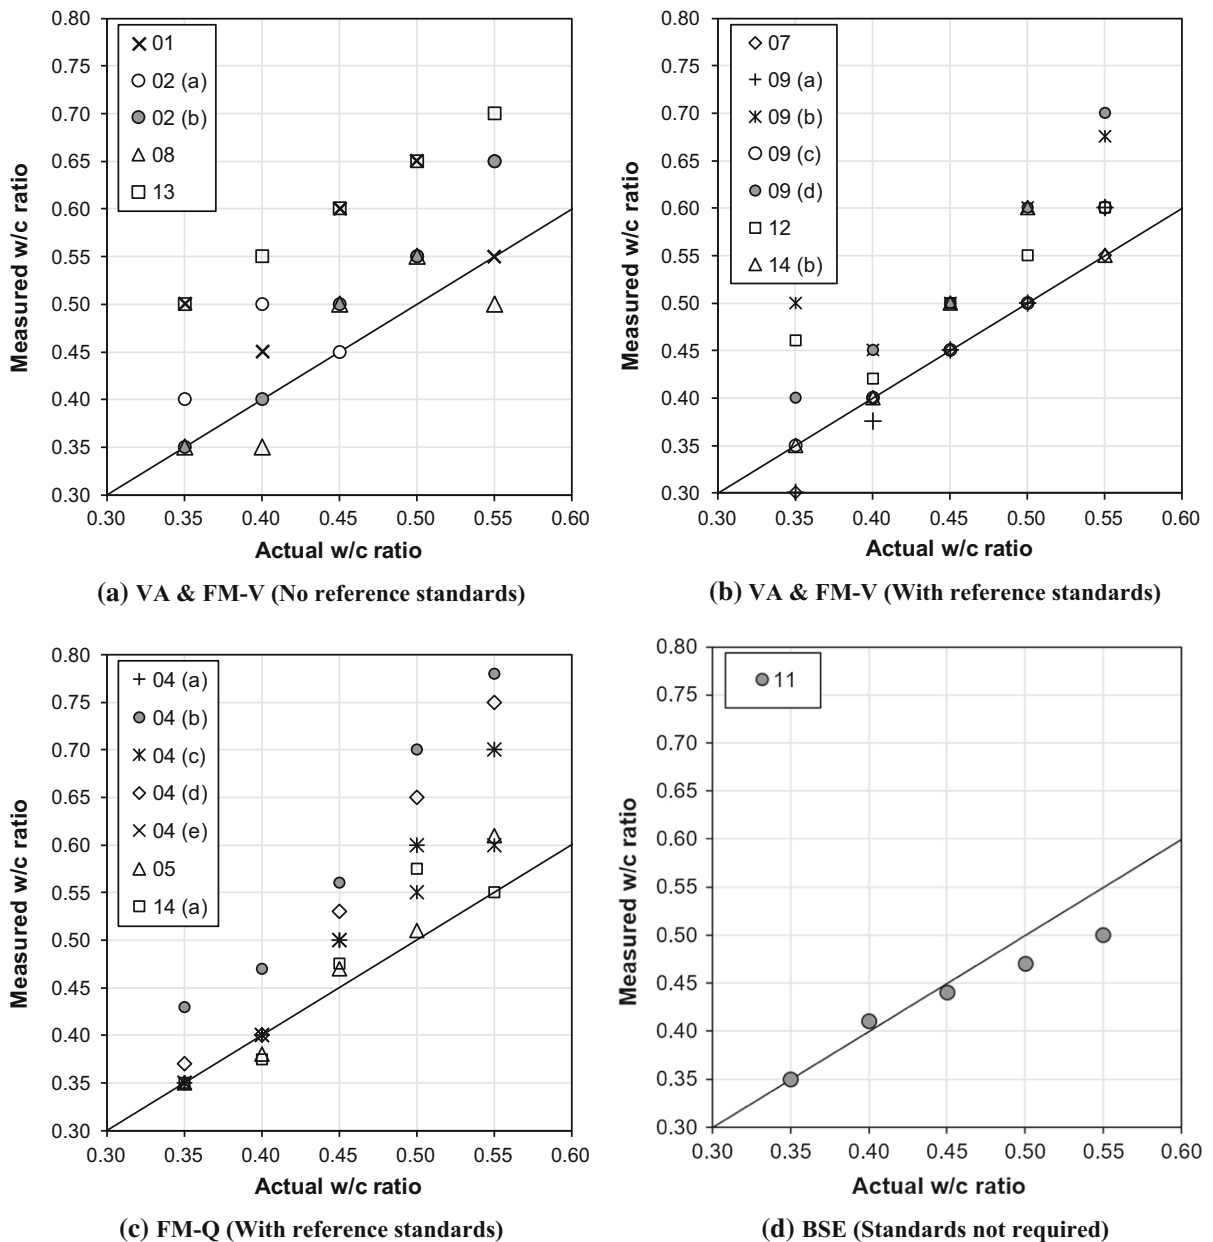 0.80
0.75
0.70
0.65
0.60
0.55
0.50
0.45
0.40
0.35
0.30
Measured w/c ratio
01
02 (a)
02 (b)
08
13
0.30 0.35 0.40 0.45 0.50 0.55 0.60
Actual w/c ratio
(a) VA & FM-V (No reference standards)
0.80
0.75
0.70
0.65
0.60
0.55
0.50
0.45
0.40
0.35
0.30
Measured w/c ratio
07
09 (a)
09 (b)
09 (c)
09 (d)
12
14 (b)
0.30 0.35 0.40 0.45 0.50 0.55 0.60
Actual w/c ratio
(b) VA & FM-V (With reference standards)
0.80
0.75
0.70
0.65
0.60
0.55
0.50
0.45
0.40
0.35
0.30
Measured w/c ratio
04 (a)
04 (b)
04 (c)
04 (d)
04 (e)
05
14 (a)
0.30 0.35 0.40 0.45 0.50 0.55 0.60
Actual w/c ratio
(c) FM-Q (With reference standards)
0.80
0.75
0.70
0.65
0.60
0.55
0.50
0.45
0.40
0.35
0.30
Measured w/c ratio
11
0.30 0.35 0.40 0.45 0.50 0.55 0.60
Actual w/c ratio
(d) BSE (Standards not required)